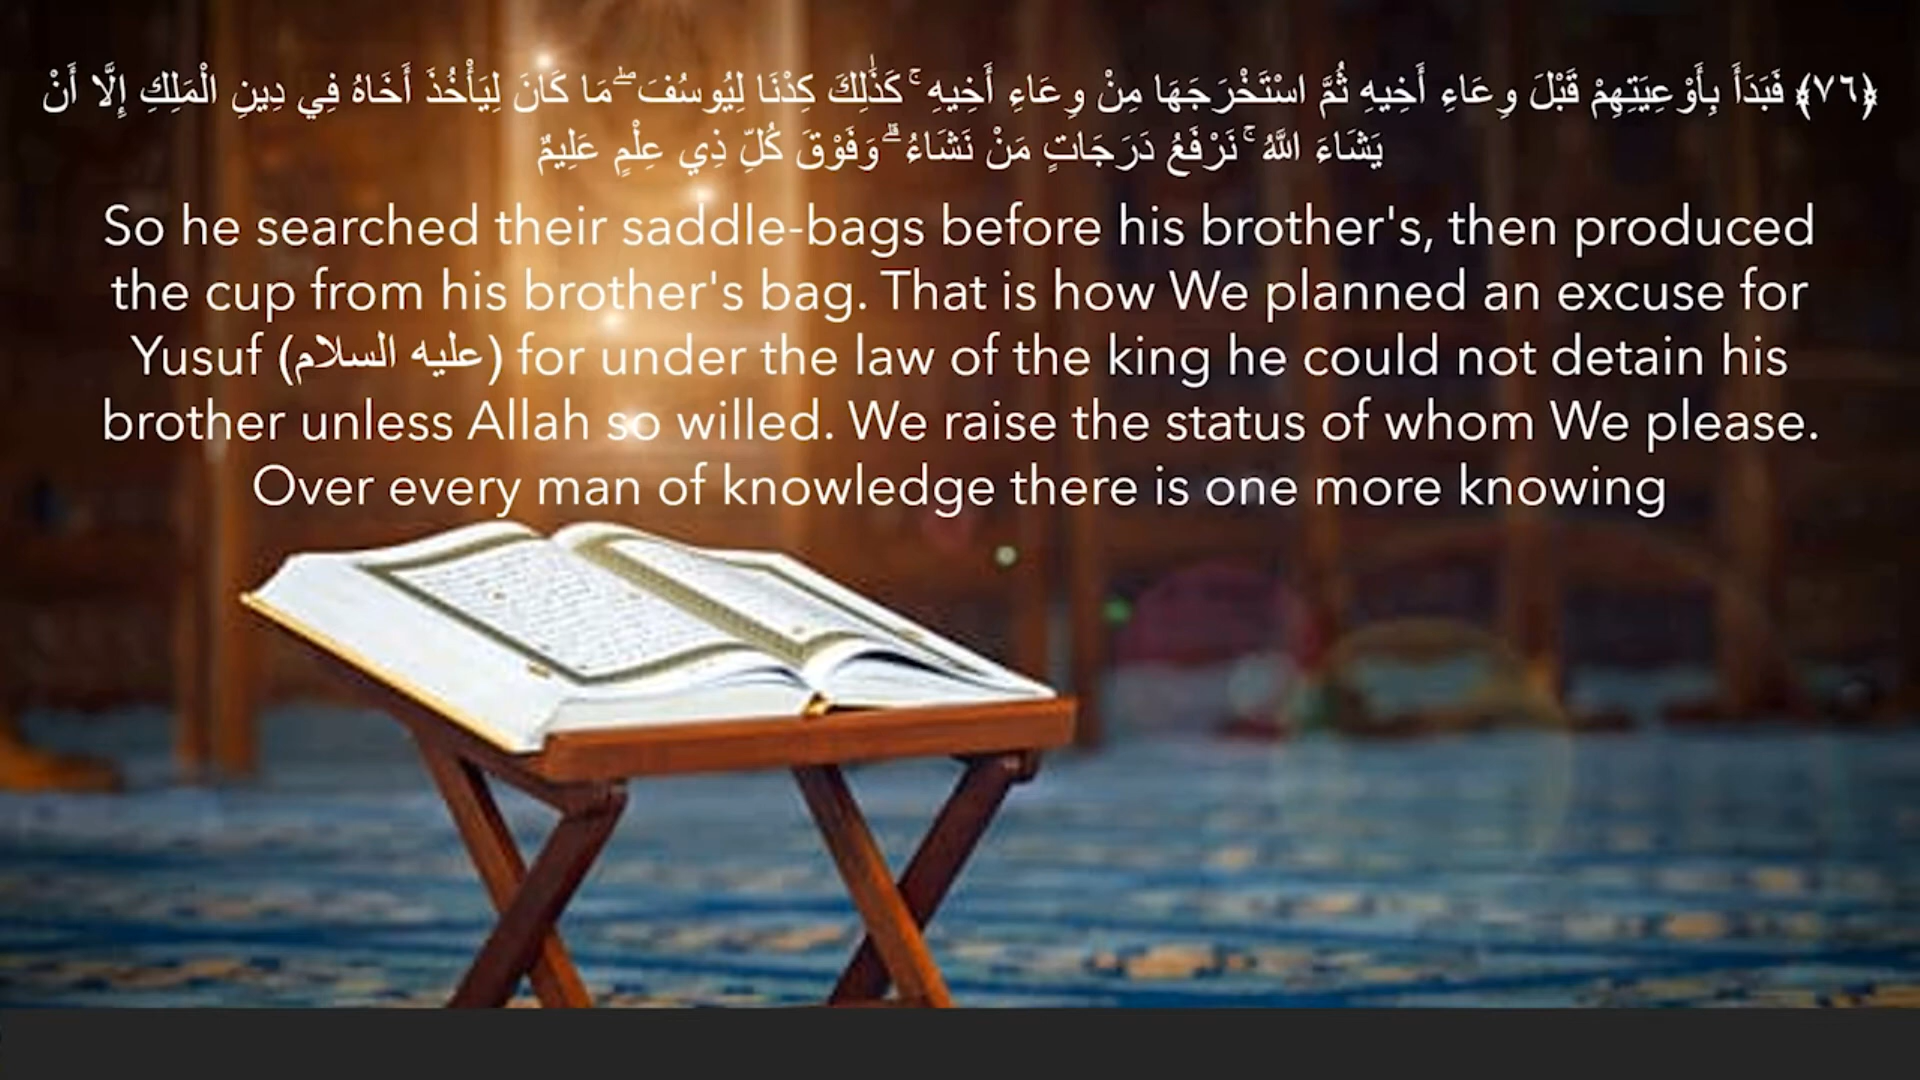 ﴿٧٦﴾ فَبَدَأَ بِأَوْعِيَتِهِمْ قَبْلَ وِعَاءِ أَخِيهِ ثُمَّ اسْتَخْرَجَهَا مِنْ وِعَاءِ أَخِيهِ ۚ كَذَٰلِكَ كِدْنَا لِيُوسُفَ ۖ مَا كَانَ لِيَأْخُذَ أَخَاهُ فِي دِينِ الْمَلِكِ إِلَّا أَنْ
يَشَاءَ اللَّهُ ۚ نَرْفَعُ دَرَجَاتٍ مَنْ نَشَاءُ ۗ وَفَوْقَ كُلِّ ذِي عِلْمٍ عَلِيمٌ
So he searched their saddle-bags before his brother's, then produced
the cup from his brother's bag. That is how We planned an excuse for
Yusuf (عليه السلام) for under the law of the king he could not detain his
brother unless Allah so willed. We raise the status of whom We please.
Over every man of knowledge there is one more knowing